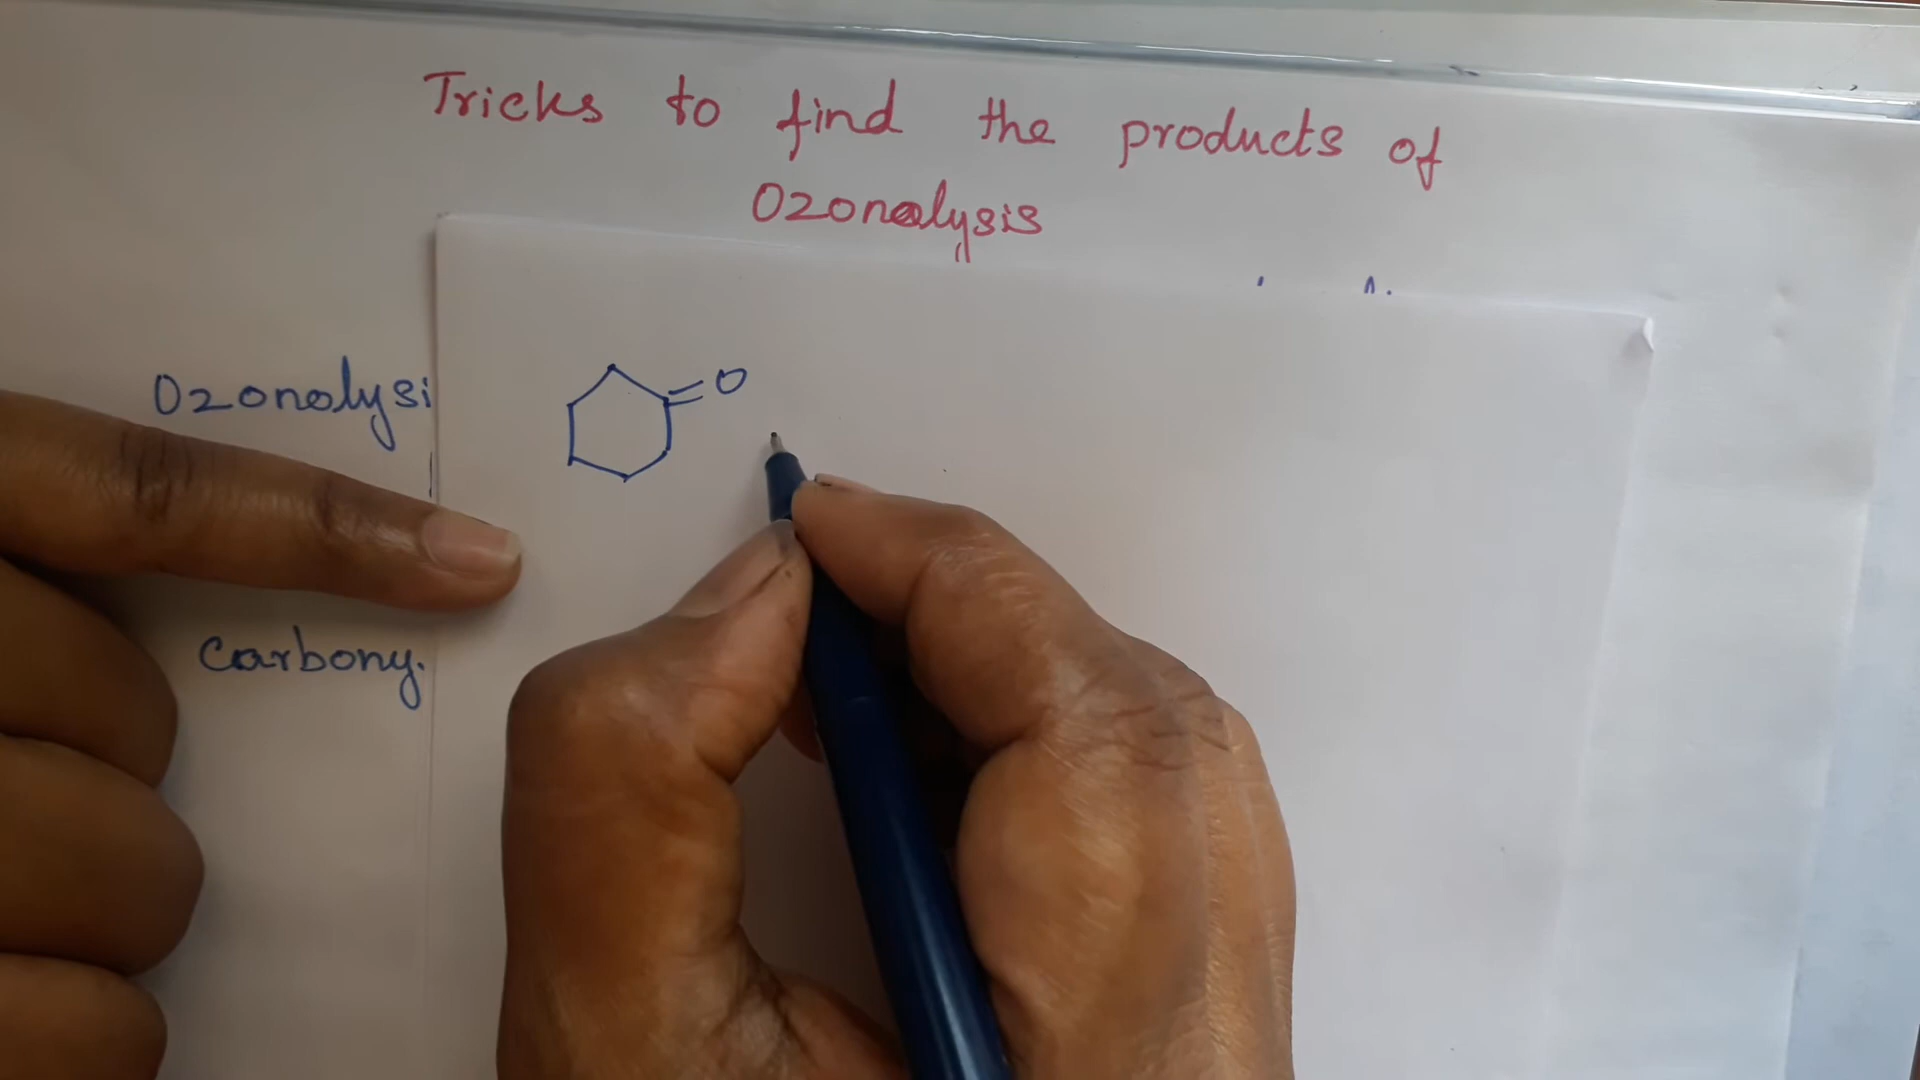 Tricks to find the products of
Ozonolysis
Ozonolysi
O
Carbony